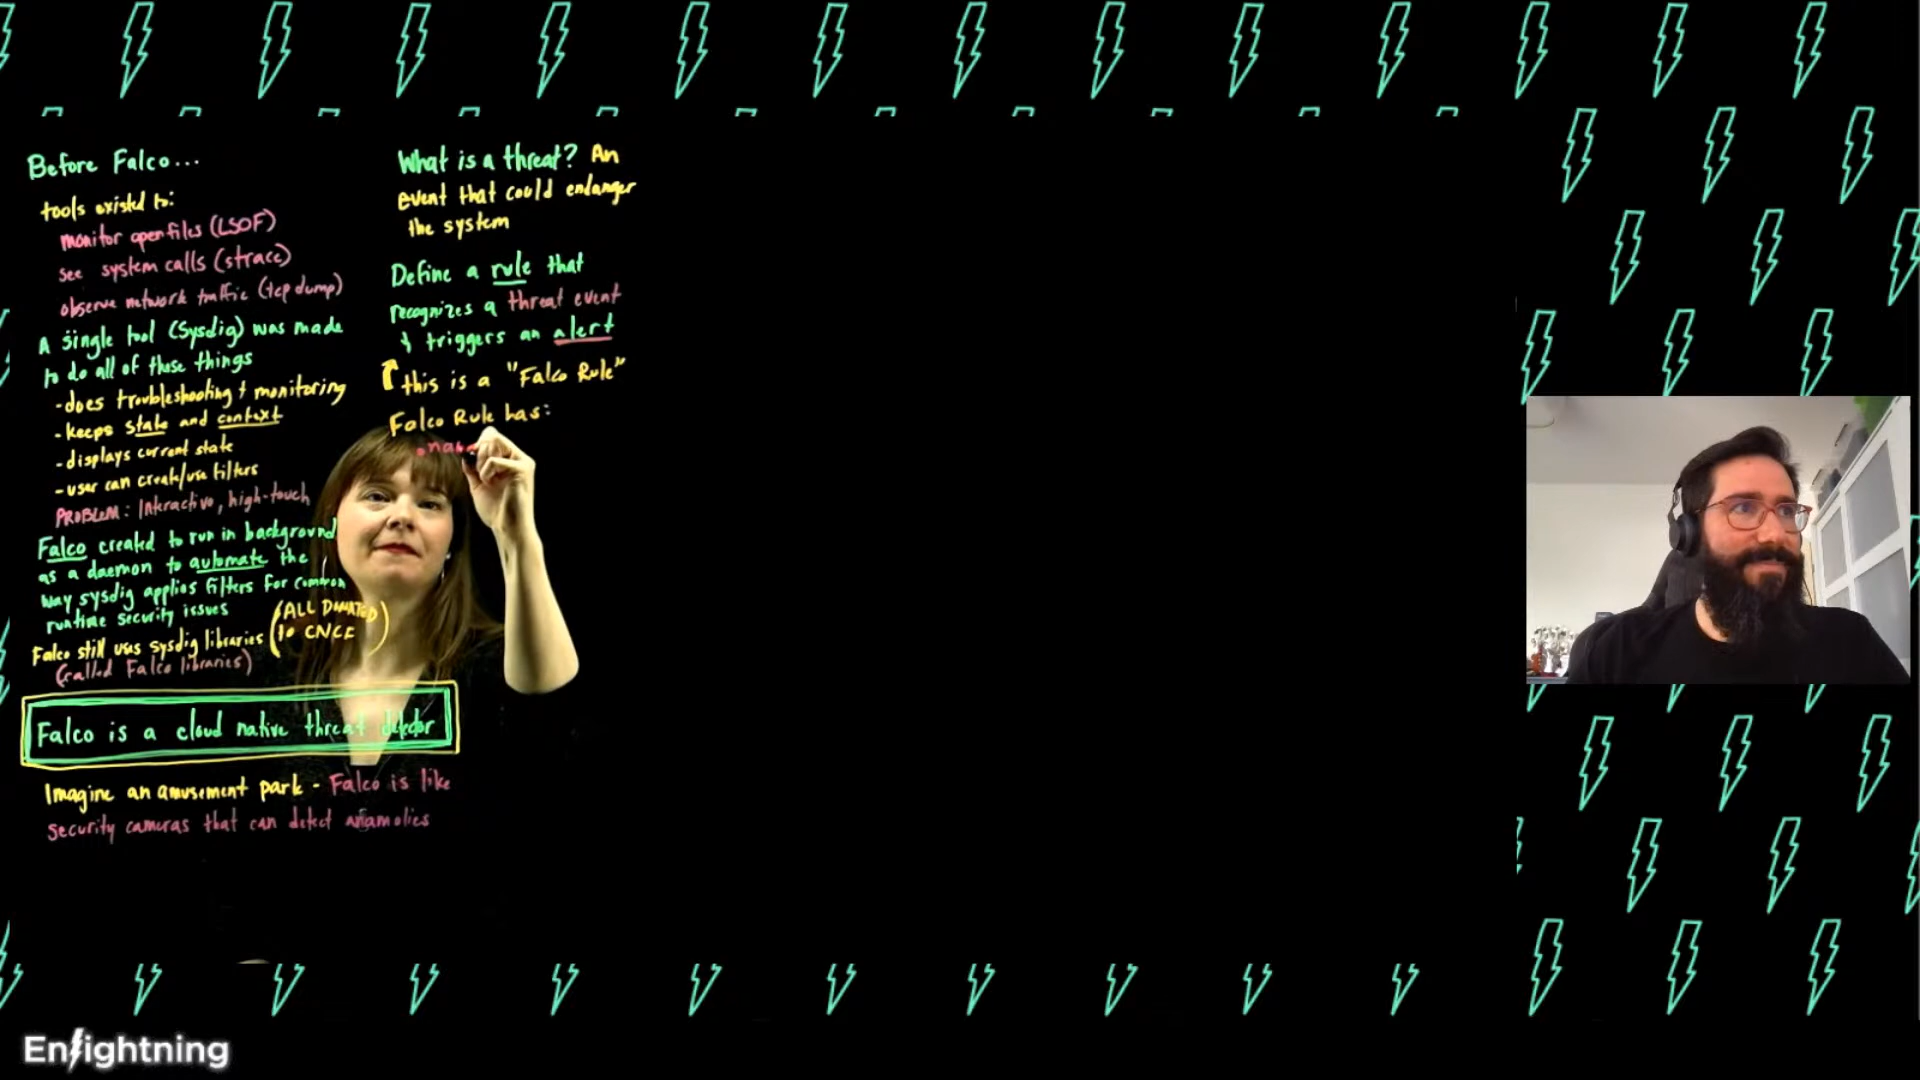 Before Falco...
tools existed to:
monitor open files (LSOF)
see system calls (strace)
observe network traffic (tcp dump)
A single tool (Sysdig) was made
to do all of these things
- does troubleshooting + monitoring
- keeps state and context
- displays current state
- user can create/use filters
PROBLEM: Interactive, high-touch
Falco created to run in background
as a daemon to automate the
way sysdig applies filters for common
runtime security issues
Falco still uses sysdig libraries
(called Falco libraries)
(ALL DONATED
to CNCF)
Falco is a cloud native threat detector
Imagine an amusement park - Falco is like
security cameras that can detect anamolies
What is a threat? An
event that could endanger
the system
Define a rule that
recognizes a threat event
& triggers an alert
this is a "Falco Rule"
Falco Rule has:
Enlightning